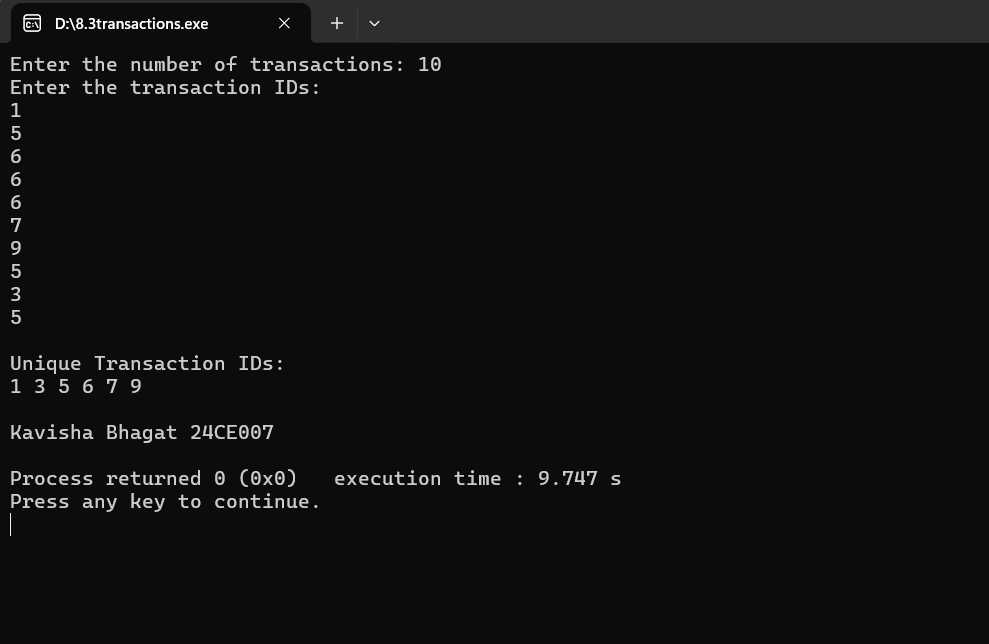 D:\8.3transactions.exe
Enter the number of transactions: 10
Enter the transaction IDs:
1
5
6
6
6
7
9
5
3
5
Unique Transaction IDs:
1 3 5 6 7 9
Kavisha Bhagat 24CE007
Process returned 0 (0x0)   execution time : 9.747 s
Press any key to continue.